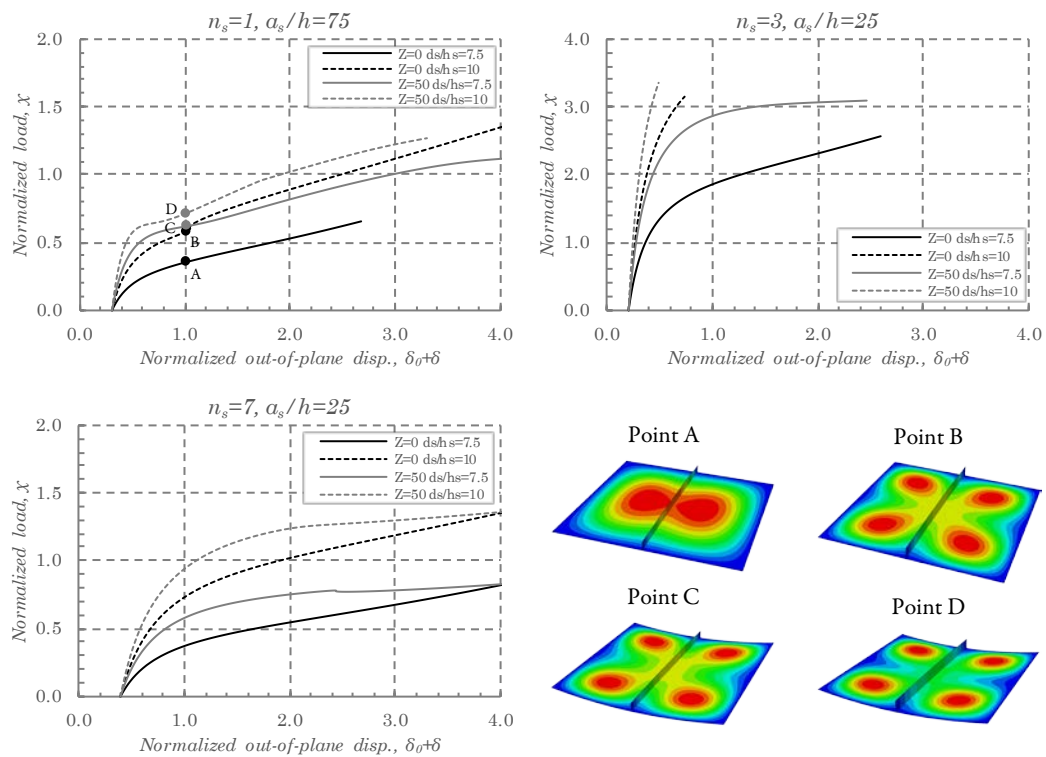 nₛ=1, aₛ/h=75
2.0
1.5
1.0
0.5
0.0
Normalized load, χ
Z=0 ds/hs=7.5
Z=0 ds/hs=10
Z=50 ds/hs=7.5
Z=50 ds/hs=10
D
C
B
A
0.0 1.0 2.0 3.0 4.0
Normalized out-of-plane disp., δ₀+δ
nₛ=3, aₛ/h=25
4.0
3.0
2.0
1.0
0.0
Normalized load, χ
Z=0 ds/hs=7.5
Z=0 ds/hs=10
Z=50 ds/hs=7.5
Z=50 ds/hs=10
0.0 1.0 2.0 3.0 4.0
Normalized out-of-plane disp., δ₀+δ
nₛ=7, aₛ/h=25
2.0
1.5
1.0
0.5
0.0
Normalized load, χ
Z=0 ds/hs=7.5
Z=0 ds/hs=10
Z=50 ds/hs=7.5
Z=50 ds/hs=10
0.0 1.0 2.0 3.0 4.0
Normalized out-of-plane disp., δ₀+δ
Point A
Point B
Point C
Point D